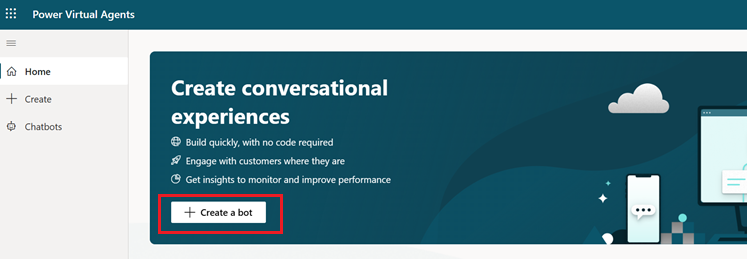 Power Virtual Agents
Home
Create
Chatbots
Create conversational
experiences
Build quickly, with no code required
Engage with customers where they are
Get insights to monitor and improve performance
Create a bot